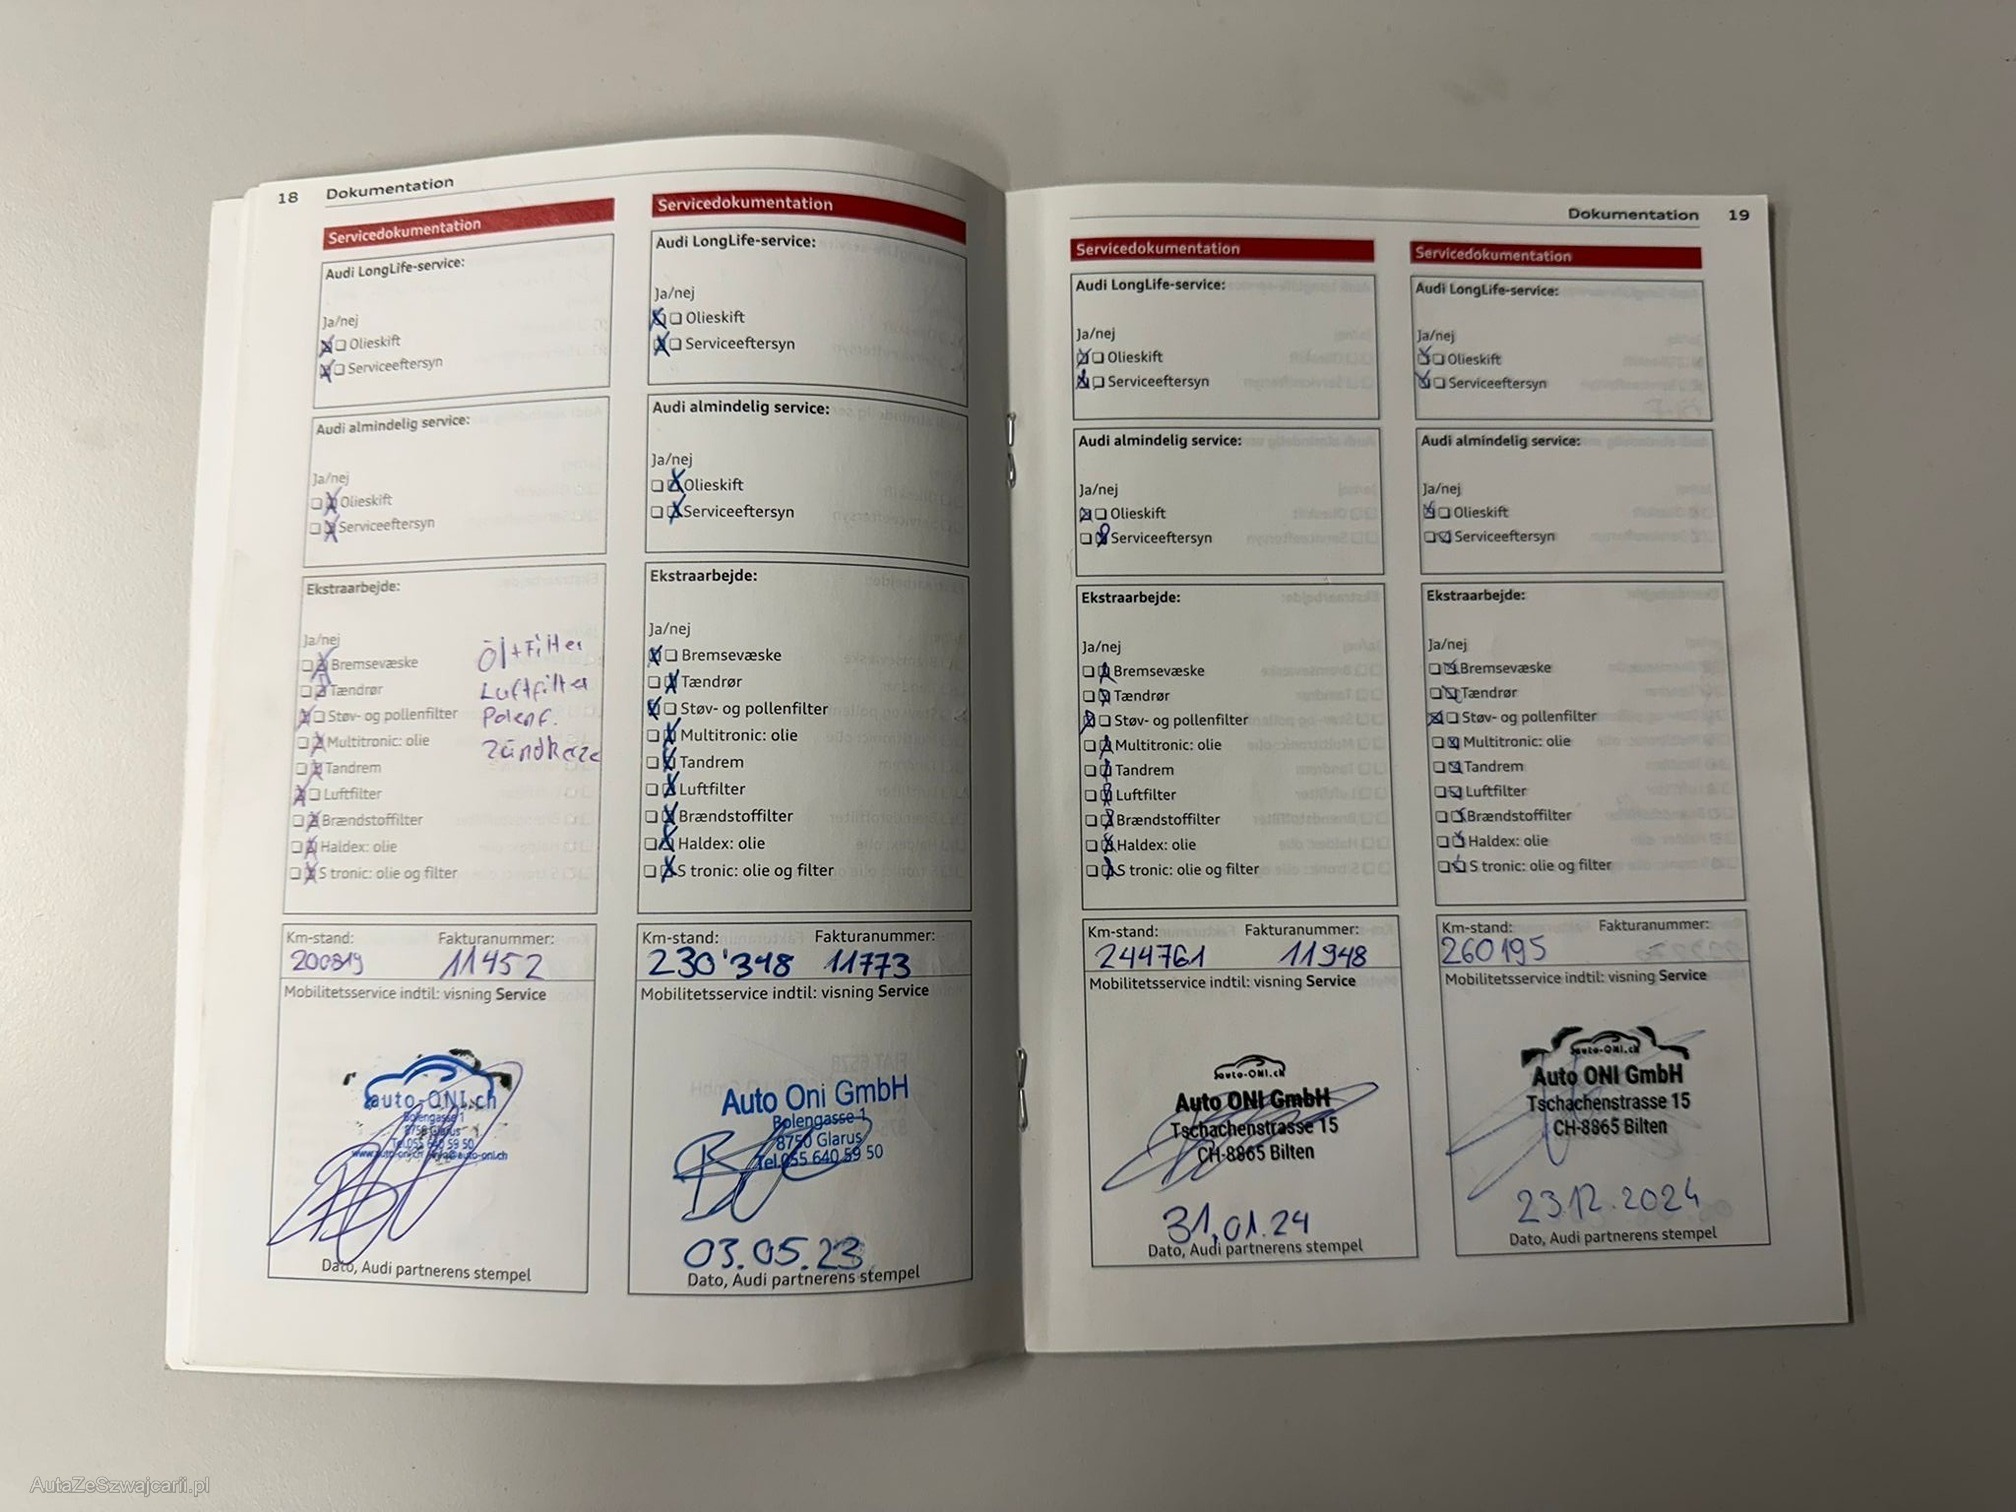 18 Dokumentation
Servicedokumentation
Audi LongLife-service:
Ja/nej
Olieskift
Serviceeftersyn
Audi almindelig service:
Ja/nej
Olieskift
Serviceeftersyn
Ekstraarbejde:
Ja/nej
Bremsevæske
Tændrør
Støv- og pollenfilter
Multitronic: olie
Tandrem
Luftfilter
Brændstoffilter
Haldex: olie
S tronic: olie og filter
Öl+Filter
Luftfilter
Polenf.
Zündkerze
Km-stand: Fakturanummer:
200819 11452
Mobilitetsservice indtil: visning Service
auto-ONI.ch
Bolengasse 1
8750 Glarus
Tel.055 640 59 50
Dato, Audi partnerens stempel
Servicedokumentation
Audi LongLife-service:
Ja/nej
Olieskift
Serviceeftersyn
Audi almindelig service:
Ja/nej
Olieskift
Serviceeftersyn
Ekstraarbejde:
Ja/nej
Bremsevæske
Tændrør
Støv- og pollenfilter
Multitronic: olie
Tandrem
Luftfilter
Brændstoffilter
Haldex: olie
S tronic: olie og filter
Km-stand: Fakturanummer:
230'348 11773
Mobilitetsservice indtil: visning Service
Auto Oni GmbH
Bolengasse 1
8750 Glarus
Tel.055 640 59 50
03.05.23
Dato, Audi partnerens stempel
Dokumentation 19
Servicedokumentation
Audi LongLife-service:
Ja/nej
Olieskift
Serviceeftersyn
Audi almindelig service:
Ja/nej
Olieskift
Serviceeftersyn
Ekstraarbejde:
Ja/nej
Bremsevæske
Tændrør
Støv- og pollenfilter
Multitronic: olie
Tandrem
Luftfilter
Brændstoffilter
Haldex: olie
S tronic: olie og filter
Km-stand: Fakturanummer:
244761 11948
Mobilitetsservice indtil: visning Service
auto-ONI.ch
Auto ONI GmbH
Tschachenstrasse 15
CH-8865 Bilten
31.01.24
Dato, Audi partnerens stempel
Servicedokumentation
Audi LongLife-service:
Ja/nej
Olieskift
Serviceeftersyn
Audi almindelig service:
Ja/nej
Olieskift
Serviceeftersyn
Ekstraarbejde:
Ja/nej
Bremsevæske
Tændrør
Støv- og pollenfilter
Multitronic: olie
Tandrem
Luftfilter
Brændstoffilter
Haldex: olie
S tronic: olie og filter
Km-stand: Fakturanummer:
260195
Mobilitetsservice indtil: visning Service
auto-ONI.ch
Auto ONI GmbH
Tschachenstrasse 15
CH-8865 Bilten
23.12.2024
Dato, Audi partnerens stempel
AutaZeSzwajcarii.pl